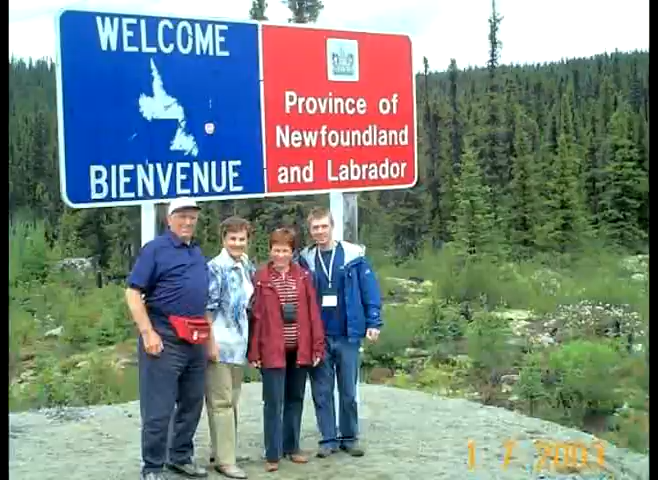 WELCOME
BIENVENUE
Province of
Newfoundland
and Labrador
1 7 2003